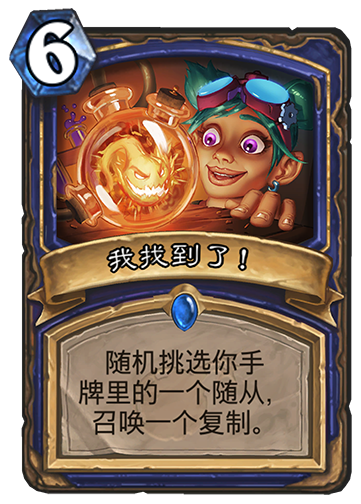 6
我找到了！
随机挑选你手
牌里的一个随从，
召唤一个复制。